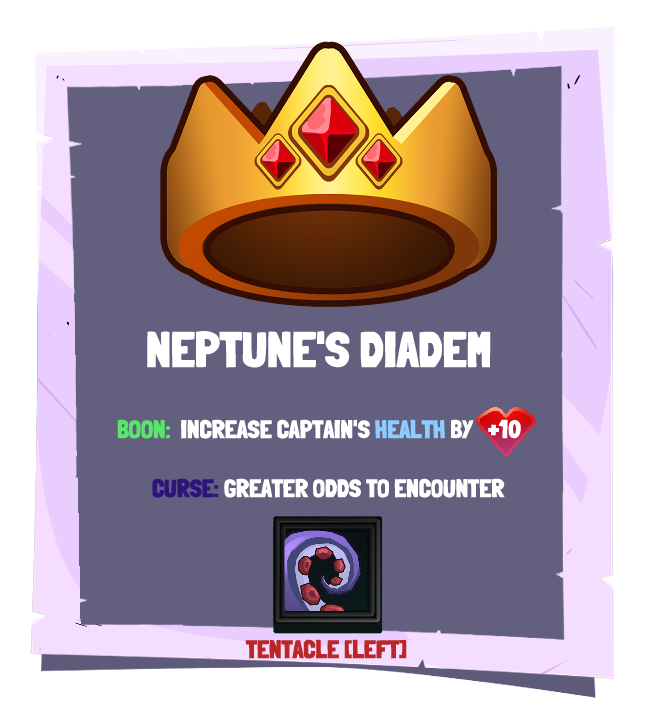 NEPTUNE'S DIADEM
BOON: INCREASE CAPTAIN'S HEALTH BY +10
CURSE: GREATER ODDS TO ENCOUNTER
TENTACLE [LEFT]